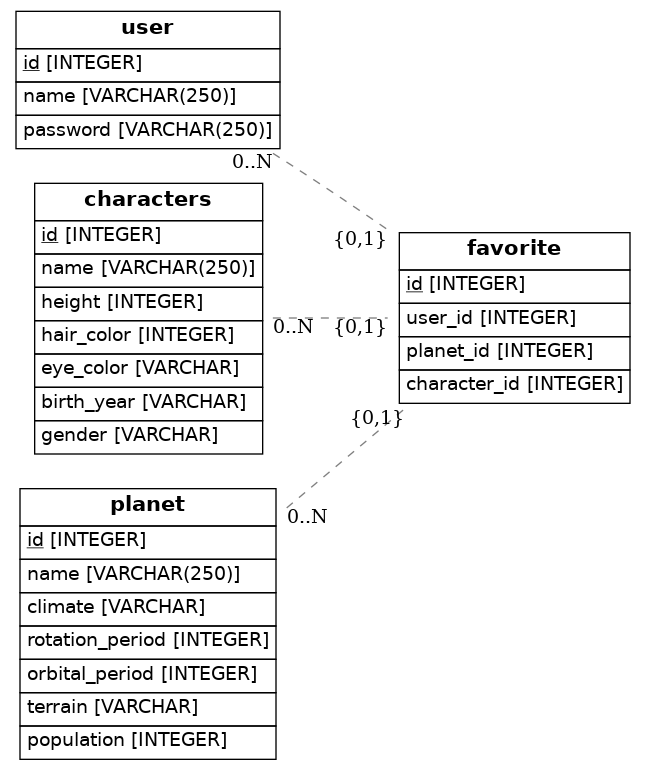 user
id [INTEGER]
name [VARCHAR(250)]
password [VARCHAR(250)]
0..N
{0,1}
characters
id [INTEGER]
name [VARCHAR(250)]
height [INTEGER]
hair_color [INTEGER]
eye_color [VARCHAR]
birth_year [VARCHAR]
gender [VARCHAR]
0..N
{0,1}
favorite
id [INTEGER]
user_id [INTEGER]
planet_id [INTEGER]
character_id [INTEGER]
{0,1}
0..N
planet
id [INTEGER]
name [VARCHAR(250)]
climate [VARCHAR]
rotation_period [INTEGER]
orbital_period [INTEGER]
terrain [VARCHAR]
population [INTEGER]